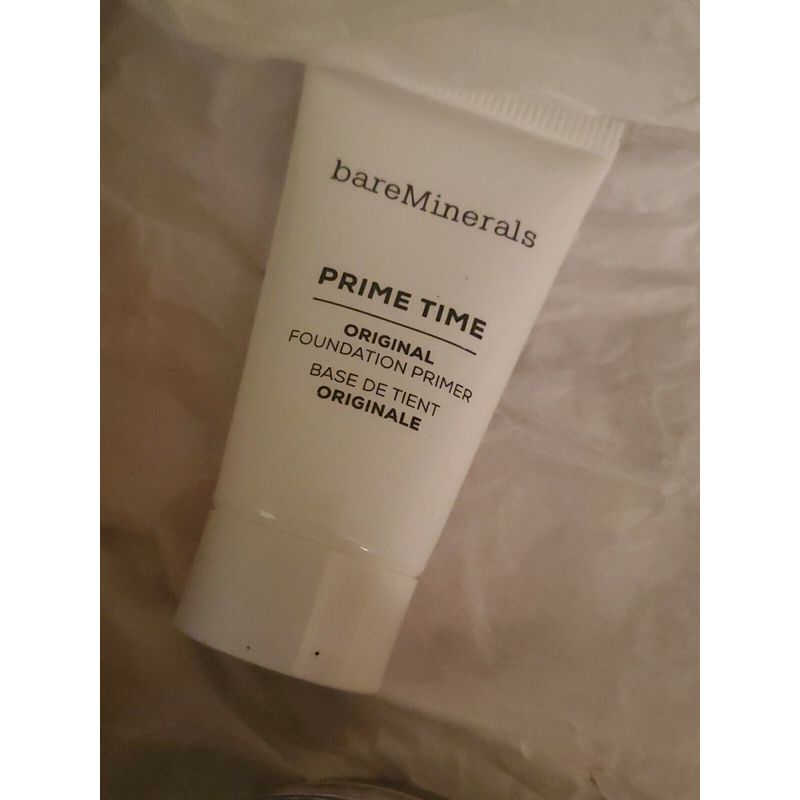 bareMinerals
PRIME TIME
ORIGINAL
FOUNDATION PRIMER
BASE DE TIENT
ORIGINALE